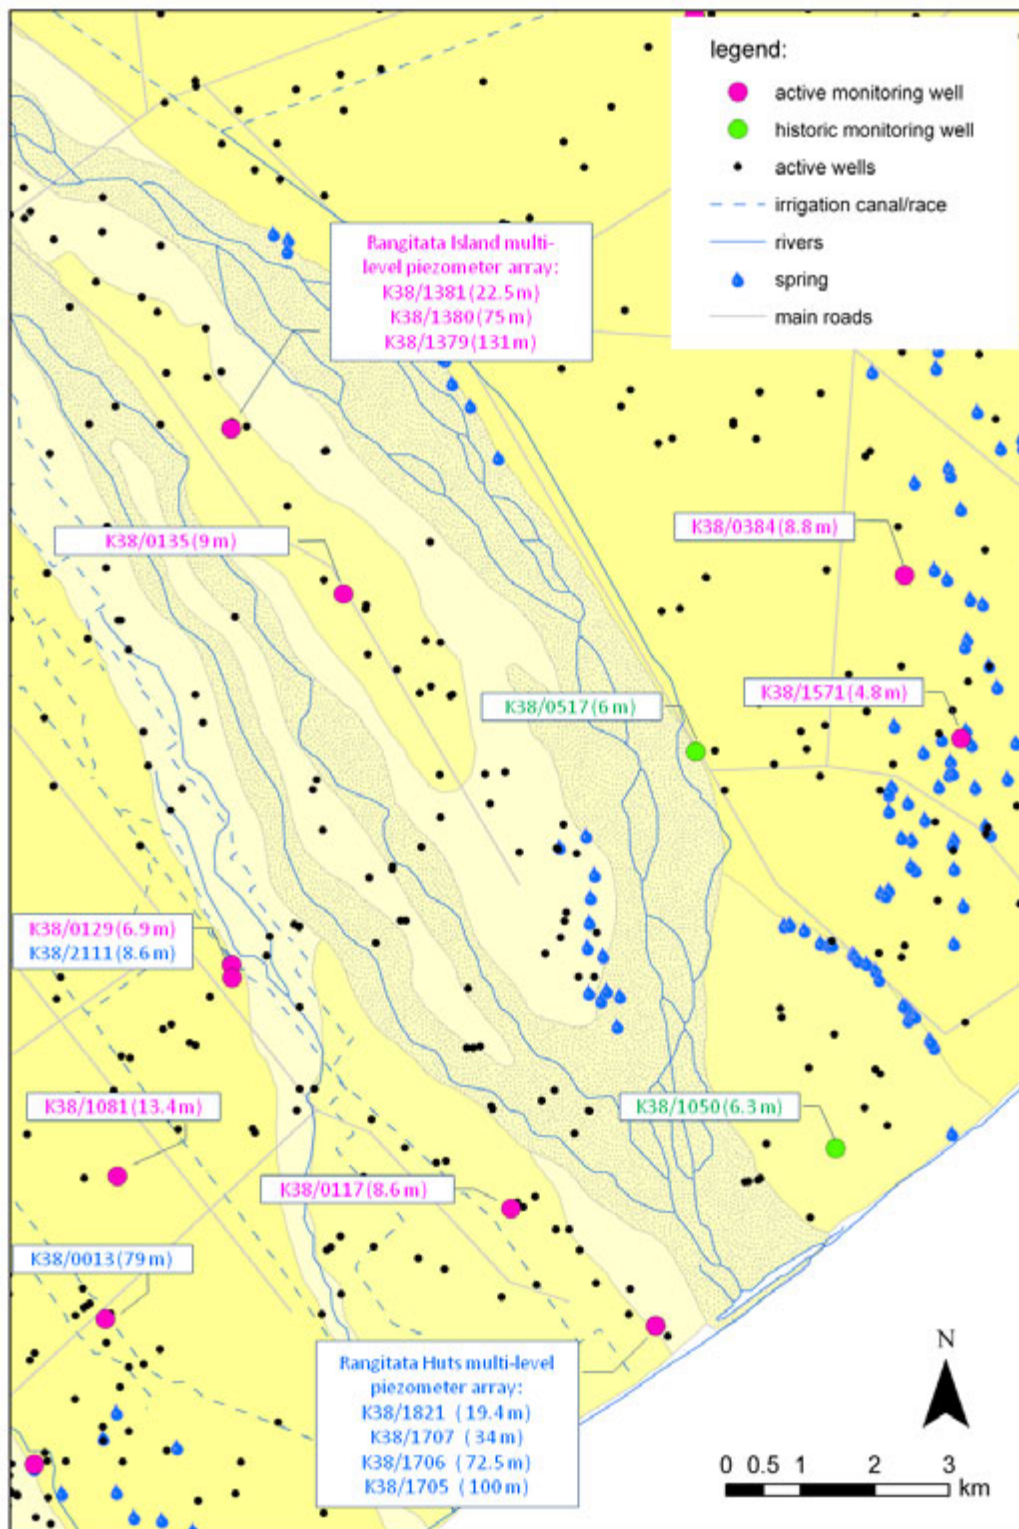 legend:
active monitoring well
historic monitoring well
active wells
irrigation canal/race
rivers
spring
main roads
Rangitata Island multi-
level piezometer array:
K38/1381 (22.5 m)
K38/1380 (75 m)
K38/1379 (131 m)
K38/0135 (9 m)
K38/0384 (8.8 m)
K38/0517 (6 m)
K38/1571 (4.8 m)
K38/0129 (6.9 m)
K38/2111 (8.6 m)
K38/1081 (13.4 m)
K38/1050 (6.3 m)
K38/0117 (8.6 m)
K38/0013 (79 m)
Rangitata Huts multi-level
piezometer array:
K38/1821 ( 19.4 m)
K38/1707 ( 34 m)
K38/1706 ( 72.5 m)
K38/1705 ( 100 m)
N
0 0.5 1 2 3
km